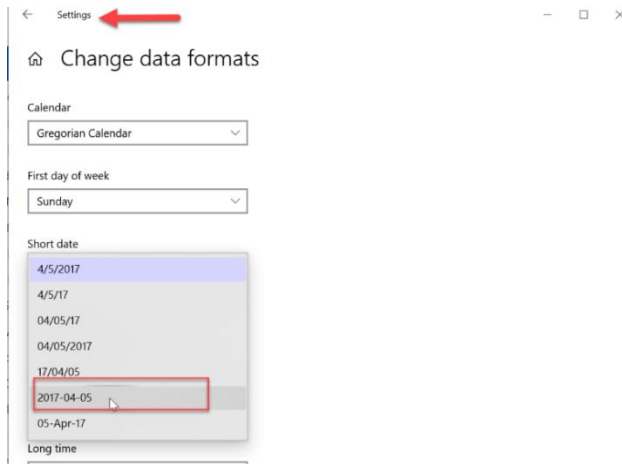 Settings
Change data formats
Calendar
Gregorian Calendar
First day of week
Sunday
Short date
4/5/2017
4/5/17
04/05/17
04/05/2017
17/04/05
2017-04-05
05-Apr-17
Long time